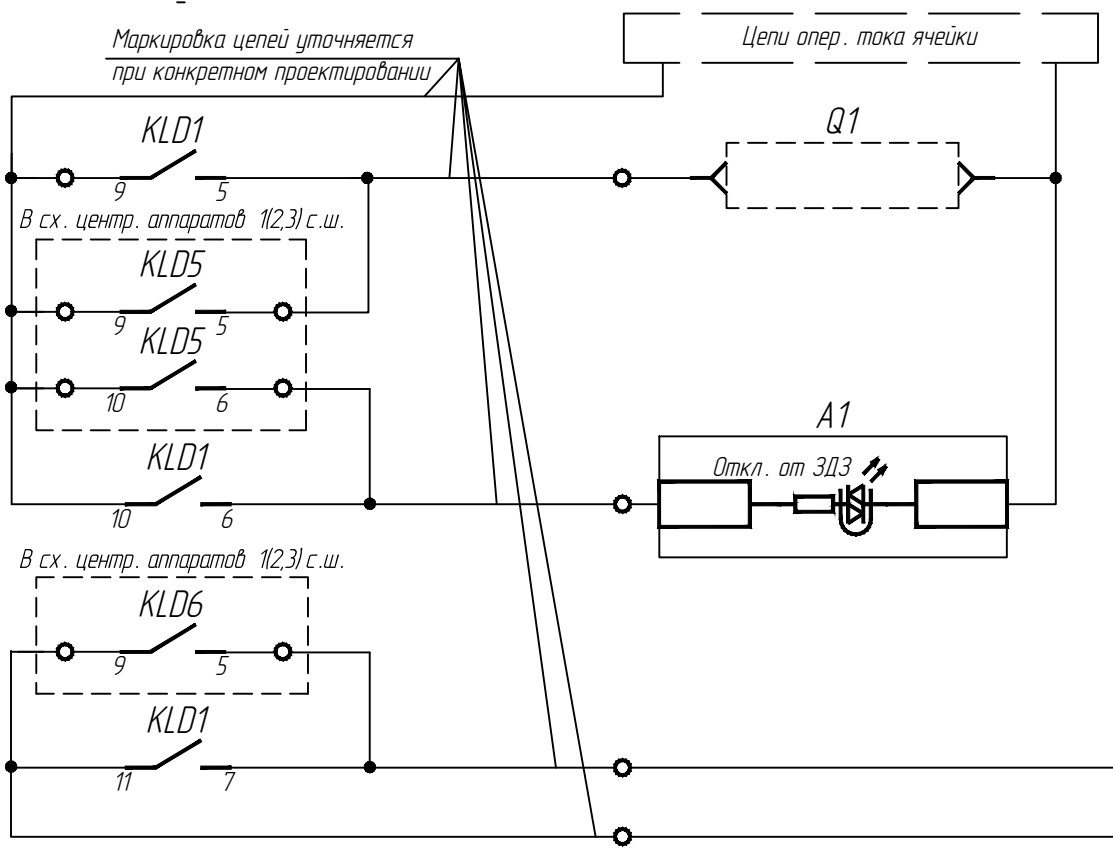 Маркировка цепей уточняется
при конкретном проектировании
Цепи опер. тока ячейки
KLD1
9 5
Q1
В сх. центр. аппаратов 1(2,3) с.ш.
KLD5
9 5
KLD5
10 6
KLD1
10 6
A1
Откл. от ЗДЗ
В сх. центр. аппаратов 1(2,3) с.ш.
KLD6
9 5
KLD1
11 7